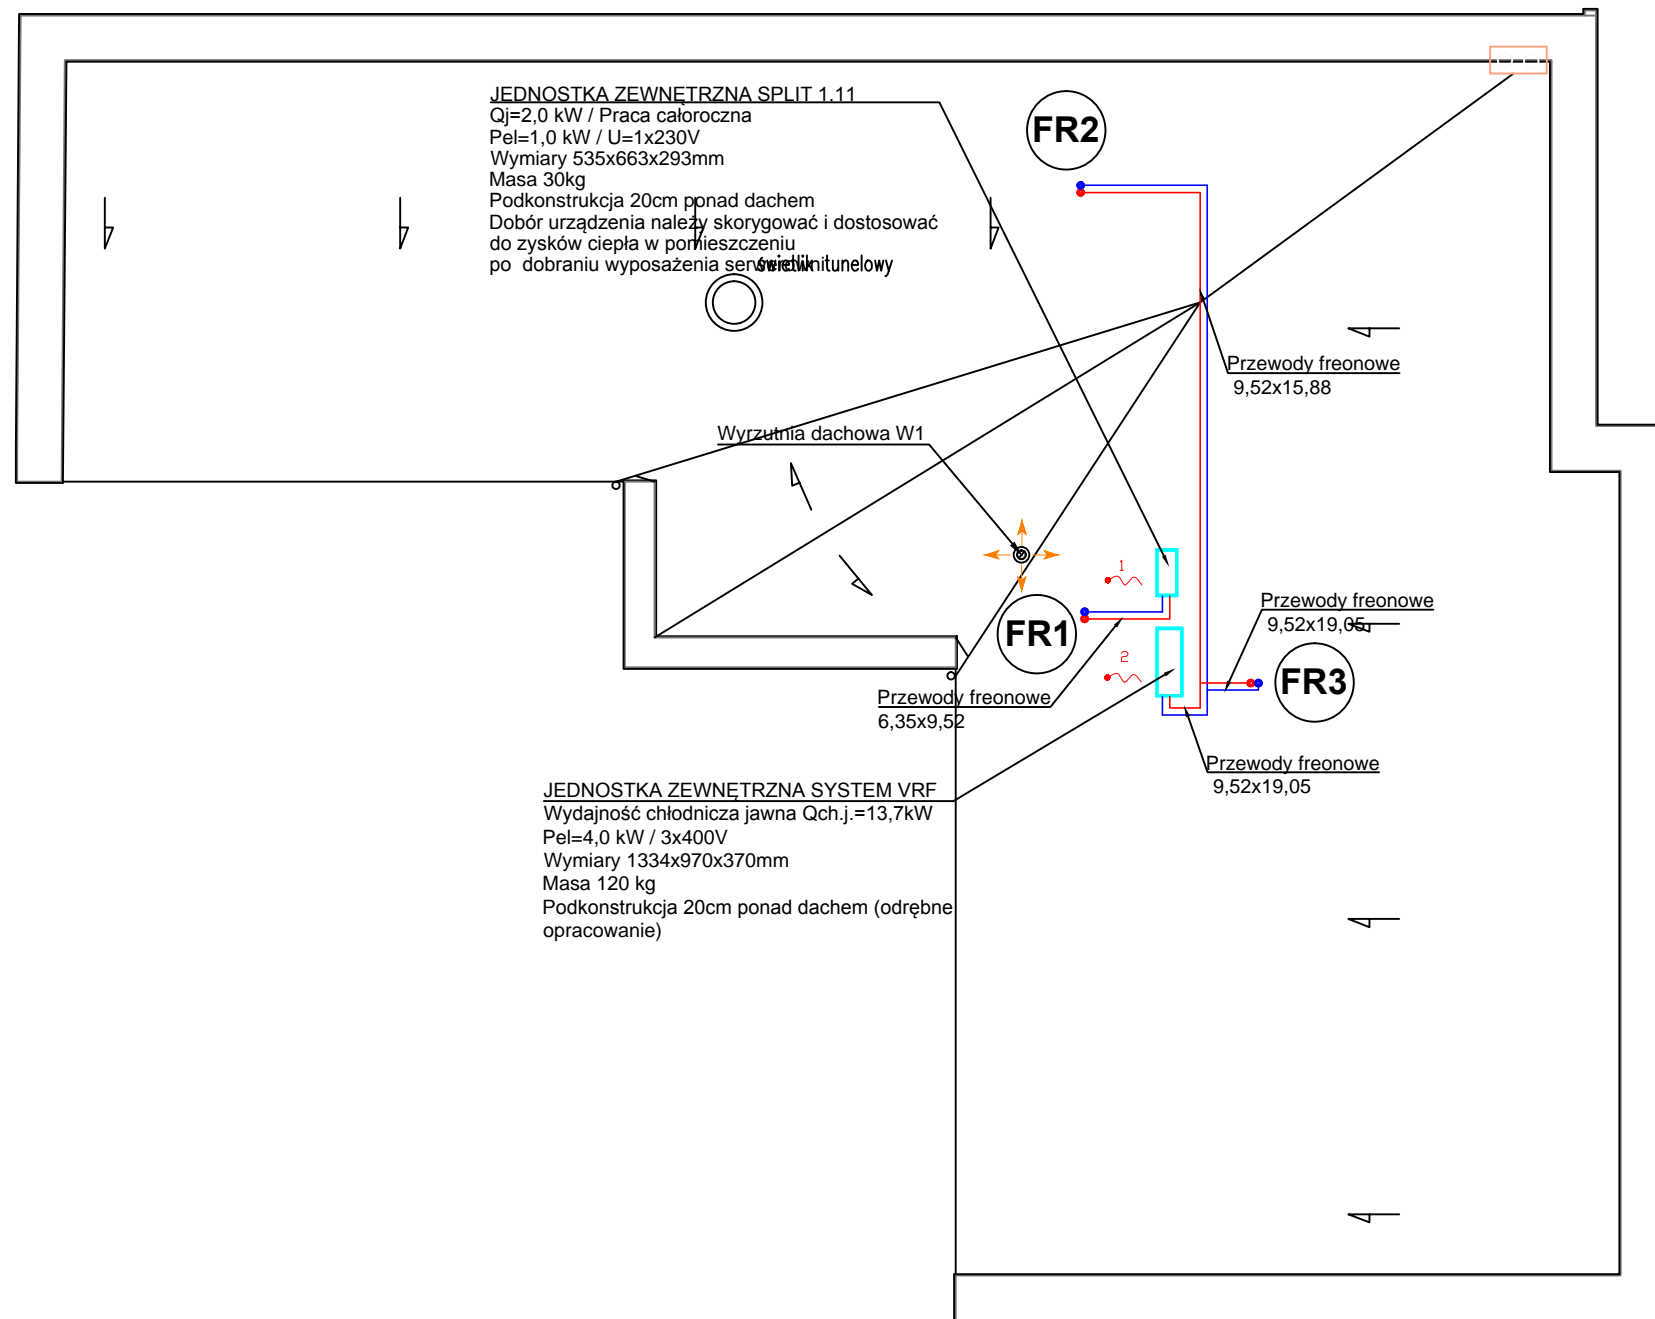 JEDNOSTKA ZEWNĘTRZNA SPLIT 1.11
Qj=2,0 kW / Praca całoroczna
Pel=1,0 kW / U=1x230V
Wymiary 535x663x293mm
Masa 30kg
Podkonstrukcja 20cm ponad dachem
Dobór urządzenia należy skorygować i dostosować
do zysków ciepła w pomieszczeniu
po dobraniu wyposażenia
świetlik tunelowy
FR2
Przewody freonowe
9,52x15,88
Wyrzutnia dachowa W1
1
Przewody freonowe
9,52x19,05
FR1
2
FR3
Przewody freonowe
6,35x9,52
Przewody freonowe
9,52x19,05
JEDNOSTKA ZEWNĘTRZNA SYSTEM VRF
Wydajność chłodnicza jawna Qch.j.=13,7kW
Pel=4,0 kW / 3x400V
Wymiary 1334x970x370mm
Masa 120 kg
Podkonstrukcja 20cm ponad dachem (odrębne
opracowanie)